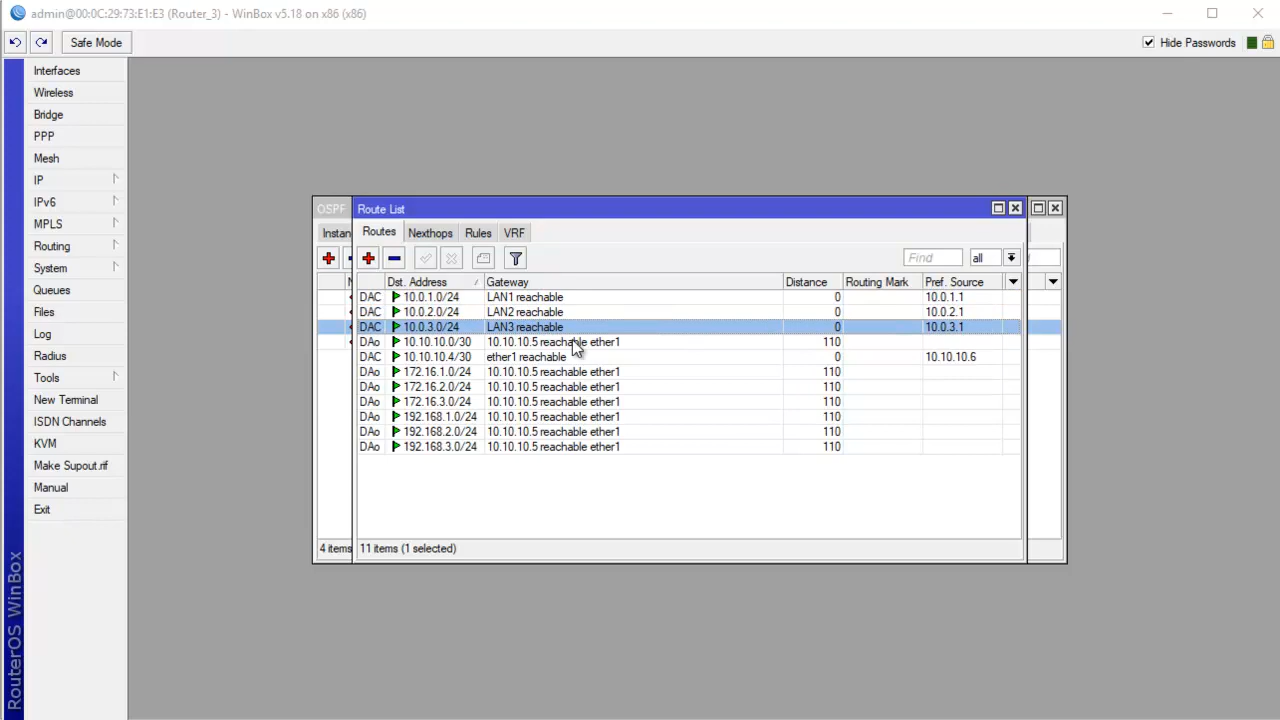 admin@00:0C:29:73:E1:E3 (Router_3) - WinBox v5.18 on x86 (x86)
Safe Mode
Hide Passwords
Interfaces
Wireless
Bridge
PPP
Mesh
IP
IPv6
MPLS
Routing
System
Queues
Files
Log
Radius
Tools
New Terminal
ISDN Channels
KVM
Make Supout.rif
Manual
Exit
RouterOS WinBox
OSPF
Instan
4 items
Route List
Routes Nexthops Rules VRF
Find all
Dst. Address Gateway Distance Routing Mark Pref. Source
DAC 10.0.1.0/24 LAN1 reachable 0 10.0.1.1
DAC 10.0.2.0/24 LAN2 reachable 0 10.0.2.1
DAC 10.0.3.0/24 LAN3 reachable 0 10.0.3.1
DAo 10.10.10.0/30 10.10.10.5 reachable ether1 110
DAC 10.10.10.4/30 ether1 reachable 0 10.10.10.6
DAo 172.16.1.0/24 10.10.10.5 reachable ether1 110
DAo 172.16.2.0/24 10.10.10.5 reachable ether1 110
DAo 172.16.3.0/24 10.10.10.5 reachable ether1 110
DAo 192.168.1.0/24 10.10.10.5 reachable ether1 110
DAo 192.168.2.0/24 10.10.10.5 reachable ether1 110
DAo 192.168.3.0/24 10.10.10.5 reachable ether1 110
11 items (1 selected)